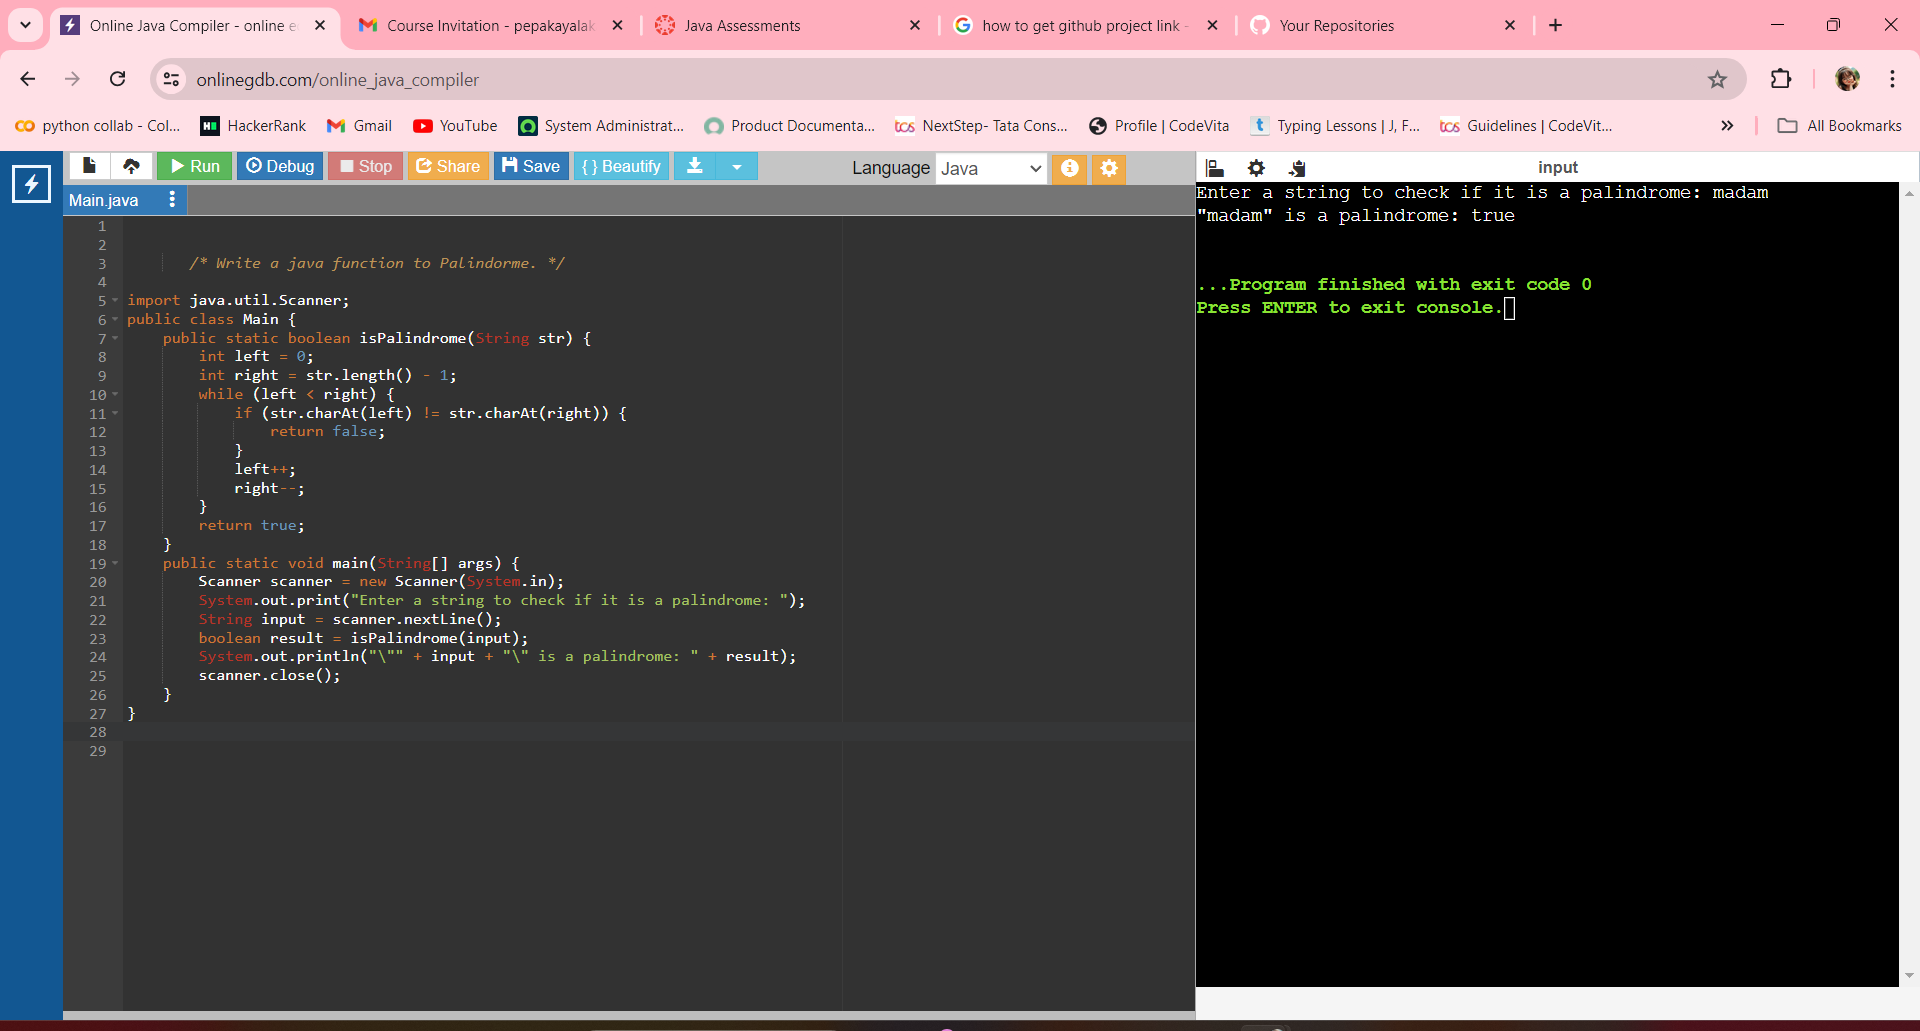 Online Java Compiler - online e
Course Invitation - pepakayalak
Java Assessments
how to get github project link -
Your Repositories
onlinegdb.com/online_java_compiler
python collab - Col...
HackerRank
Gmail
YouTube
System Administrat...
Product Documenta...
NextStep- Tata Cons...
Profile | CodeVita
Typing Lessons | J, F...
Guidelines | CodeVit...
All Bookmarks
Run
Debug
Stop
Share
Save
{ } Beautify
Language
Java
input
Main.java
1
2
3 /* Write a java function to Palindorme. */
4
5 import java.util.Scanner;
6 public class Main {
7 public static boolean isPalindrome(String str) {
8 int left = 0;
9 int right = str.length() - 1;
10 while (left < right) {
11 if (str.charAt(left) != str.charAt(right)) {
12 return false;
13 }
14 left++;
15 right--;
16 }
17 return true;
18 }
19 public static void main(String[] args) {
20 Scanner scanner = new Scanner(System.in);
21 System.out.print("Enter a string to check if it is a palindrome: ");
22 String input = scanner.nextLine();
23 boolean result = isPalindrome(input);
24 System.out.println("\"" + input + "\" is a palindrome: " + result);
25 scanner.close();
26 }
27 }
28
29
Enter a string to check if it is a palindrome: madam
"madam" is a palindrome: true
...Program finished with exit code 0
Press ENTER to exit console.